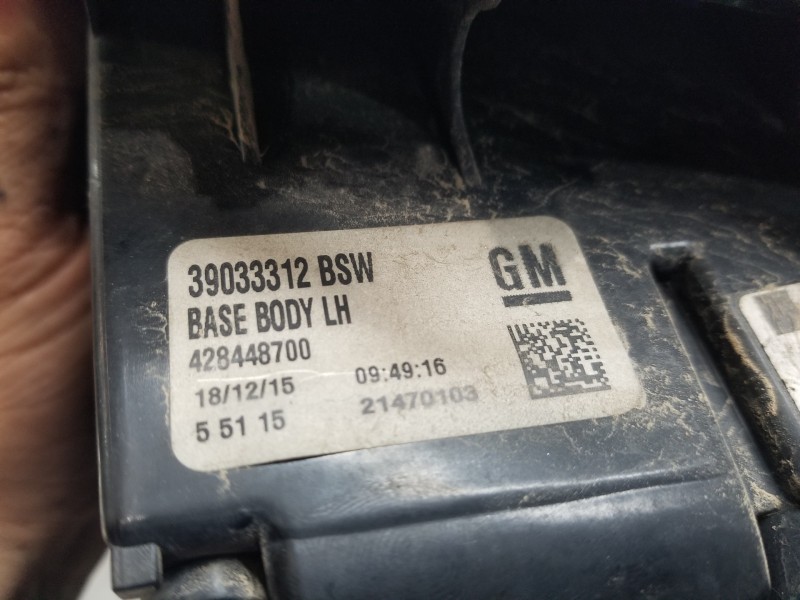 39033312 BSW
GM
BASE BODY LH
428448700
18/12/15 09:49:16
5 51 15 21470103